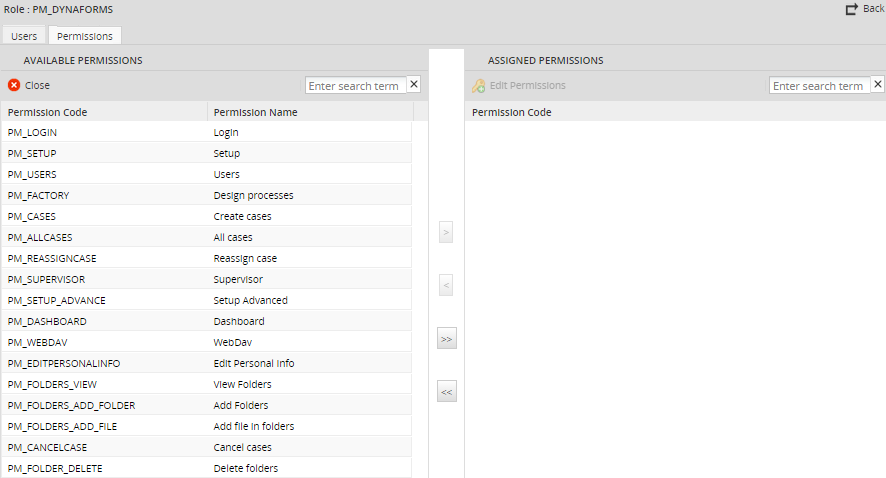 Role : PM_DYNAFORMS
Back
Users
Permissions
AVAILABLE PERMISSIONS
ASSIGNED PERMISSIONS
Close
Enter search term
Edit Permissions
Enter search term
Permission Code Permission Name
Permission Code
PM_LOGIN Login
PM_SETUP Setup
PM_USERS Users
PM_FACTORY Design processes
PM_CASES Create cases
PM_ALLCASES All cases
PM_REASSIGNCASE Reassign case
PM_SUPERVISOR Supervisor
PM_SETUP_ADVANCE Setup Advanced
PM_DASHBOARD Dashboard
PM_WEBDAV WebDav
PM_EDITPERSONALINFO Edit Personal Info
PM_FOLDERS_VIEW View Folders
PM_FOLDERS_ADD_FOLDER Add Folders
PM_FOLDERS_ADD_FILE Add file in folders
PM_CANCELCASE Cancel cases
PM_FOLDER_DELETE Delete folders
>
<
>>
<<